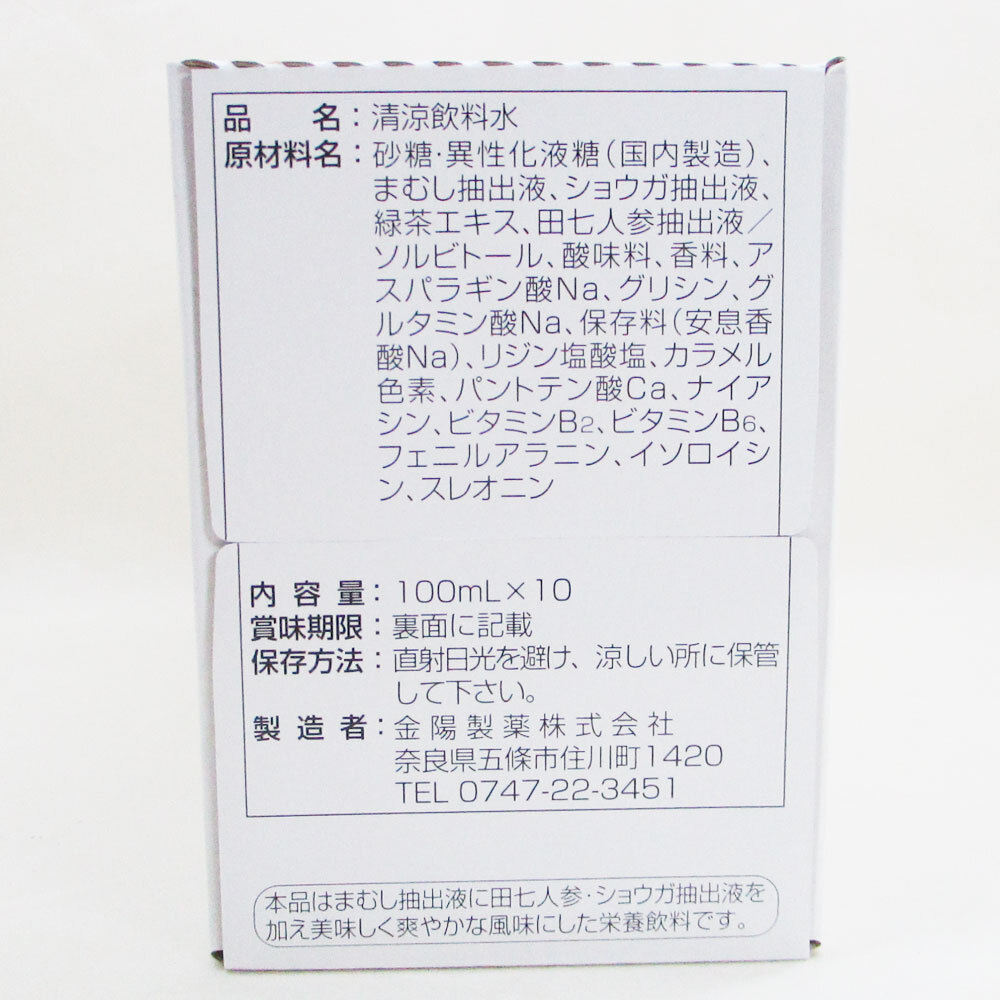 品名：清涼飲料水
原材料名：砂糖・異性化液糖（国内製造）、
まむし抽出液、ショウガ抽出液、
緑茶エキス、田七人参抽出液／
ソルビトール、酸味料、香料、ア
スパラギン酸Na、グリシン、グ
ルタミン酸Na、保存料（安息香
酸Na）、リジン塩酸塩、カラメル
色素、パントテン酸Ca、ナイア
シン、ビタミンB2、ビタミンB6、
フェニルアラニン、イソロイシ
ン、スレオニン
内容量：100mL×10
賞味期限：裏面に記載
保存方法：直射日光を避け、涼しい所に保管
して下さい。
製造者：金陽製薬株式会社
奈良県五條市住川町1420
TEL 0747-22-3451
本品はまむし抽出液に田七人参・ショウガ抽出液を
加え美味しく爽やかな風味にした栄養飲料です。